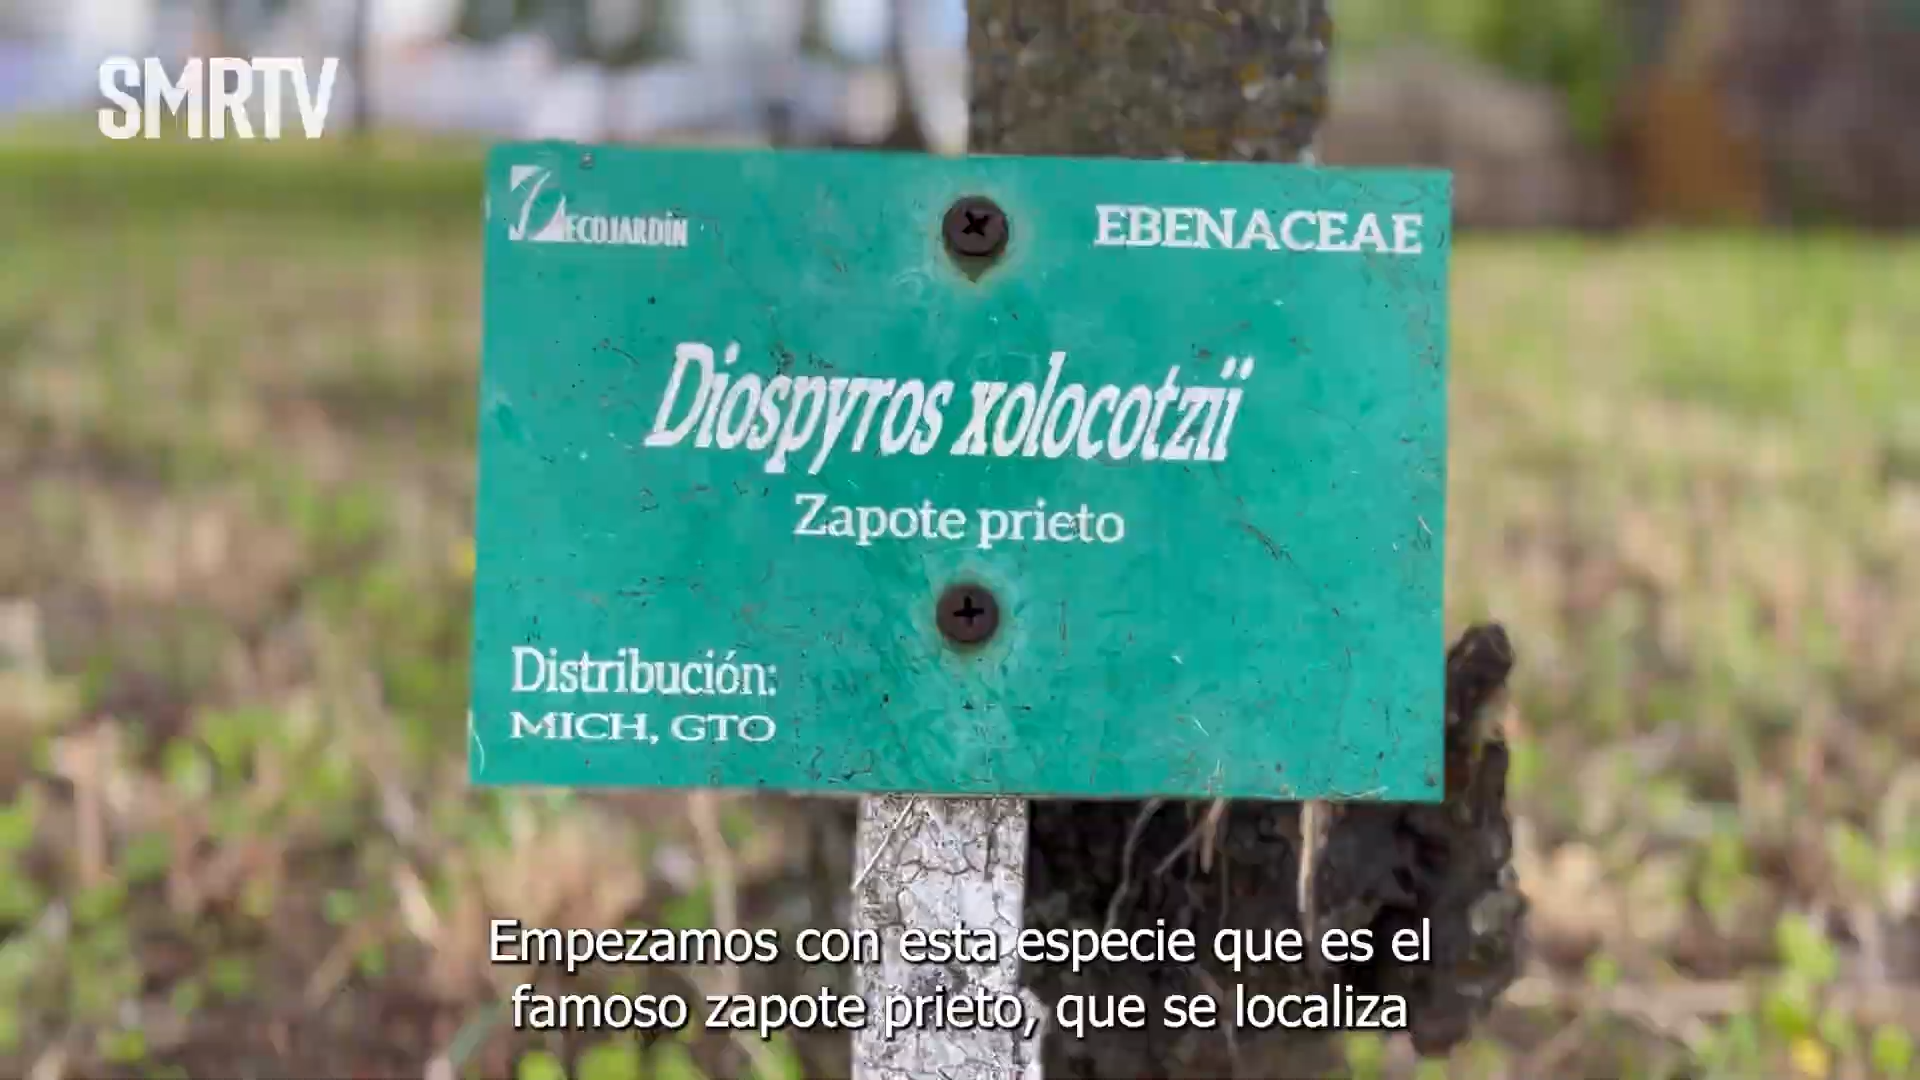 SMRTV
ECOJARDÍN
EBENACEAE
Diospyros xolocotzii
Zapote prieto
Distribución:
MICH, GTO
Empezamos con esta especie que es el
famoso zapote prieto, que se localiza